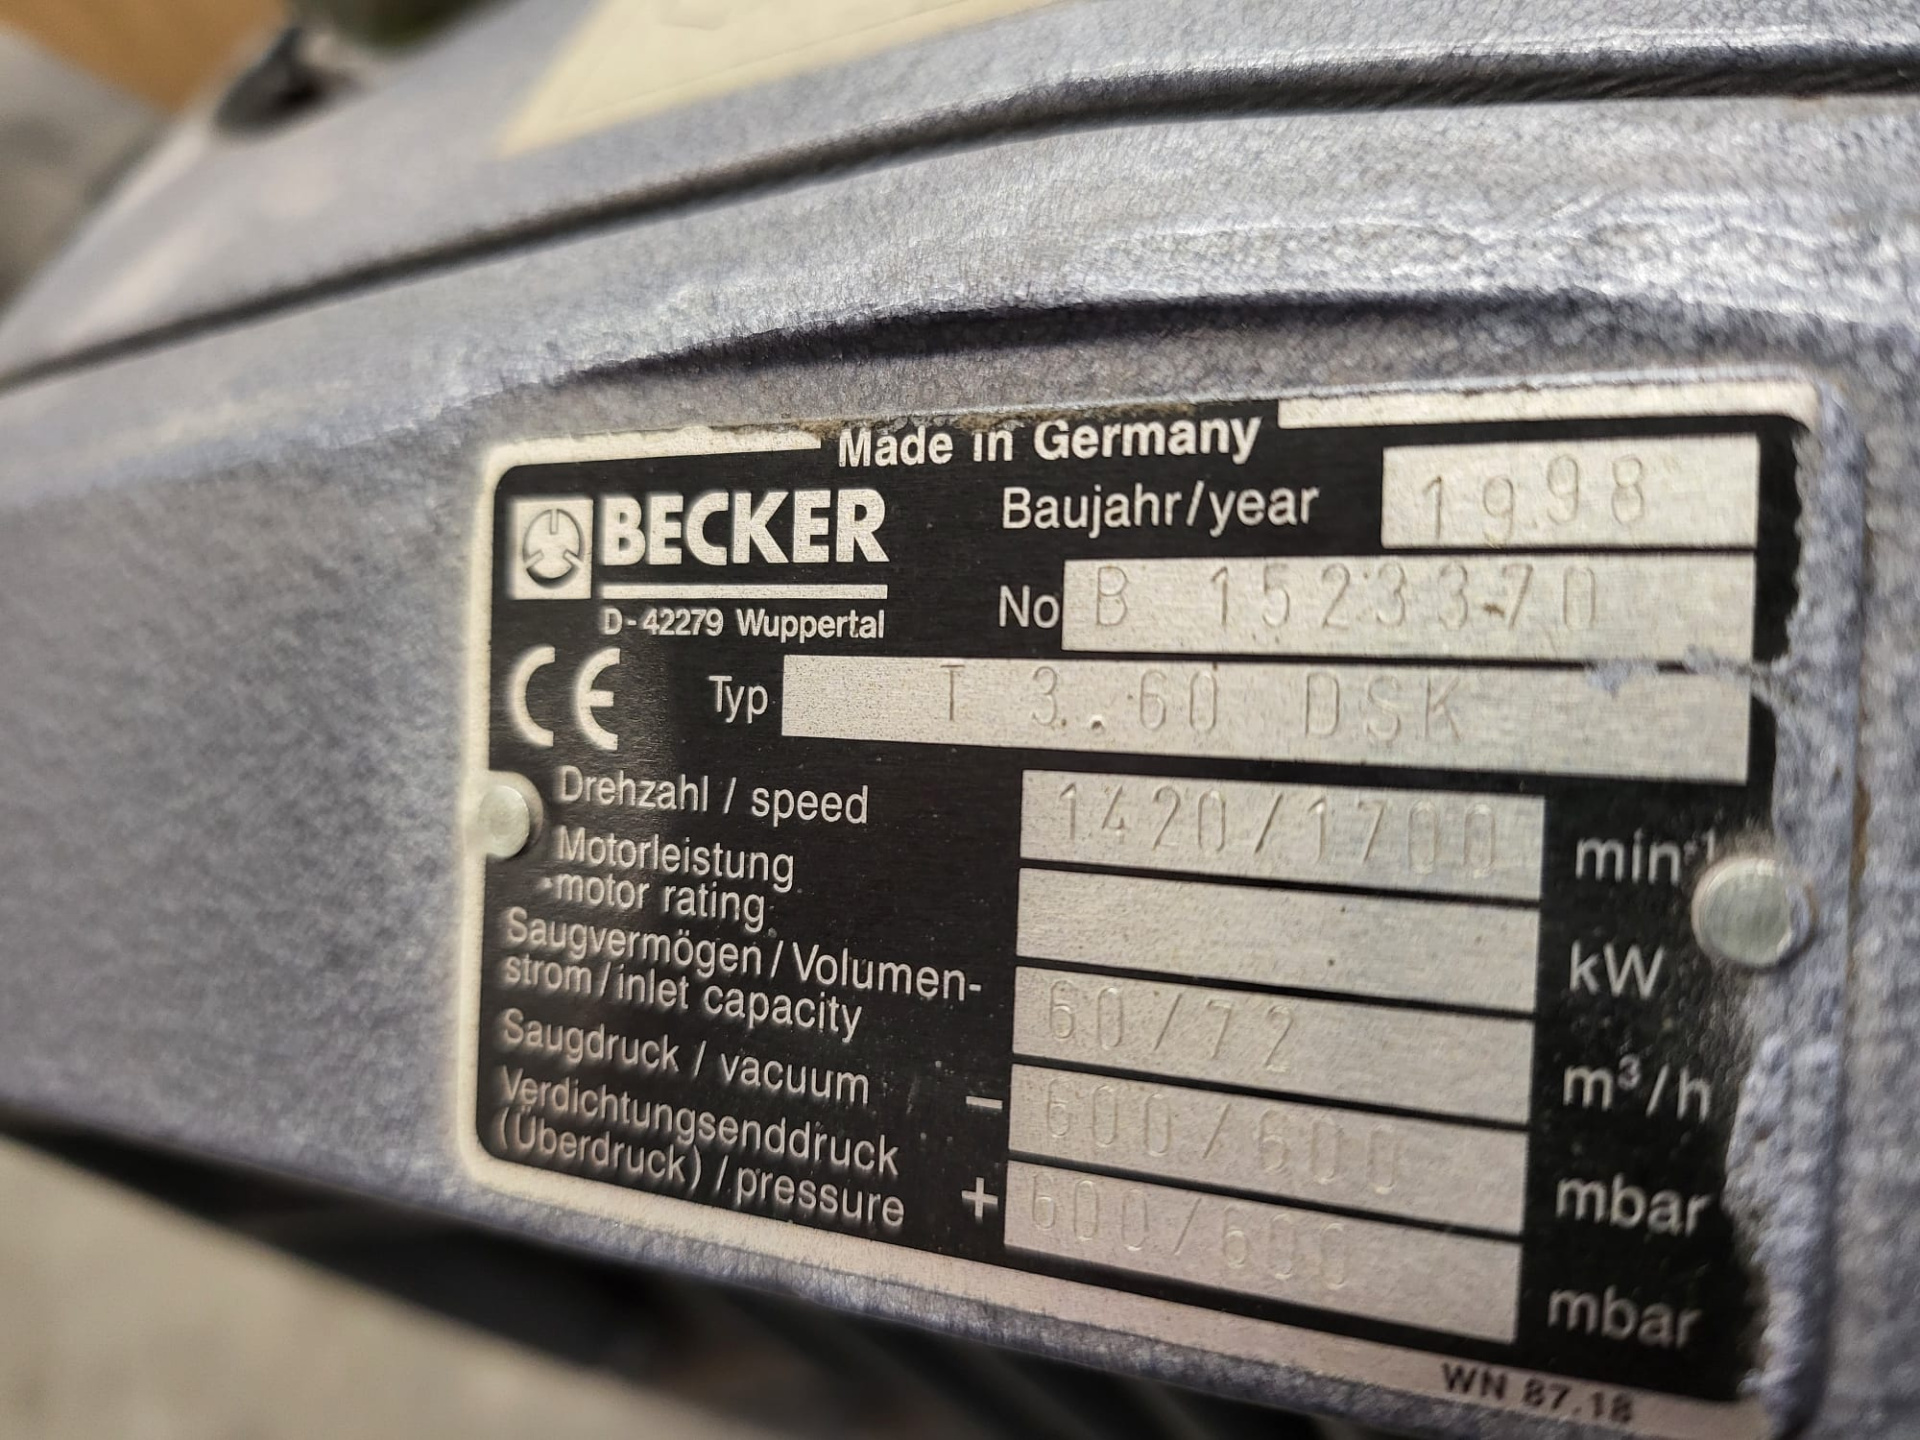 Made in Germany
BECKER
D-42279 Wuppertal
Baujahr/year 1998
No B 1523370
CE Typ T 3.60 DSK
Drehzahl / speed 1420/1700 min-1
Motorleistung
motor rating kW
Saugvermögen/Volumen-
strom/inlet capacity 60/72 m³/h
Saugdruck / vacuum - 600/600 mbar
Verdichtungsenddruck
(Überdruck) / pressure + 600/600 mbar
WN 87.18